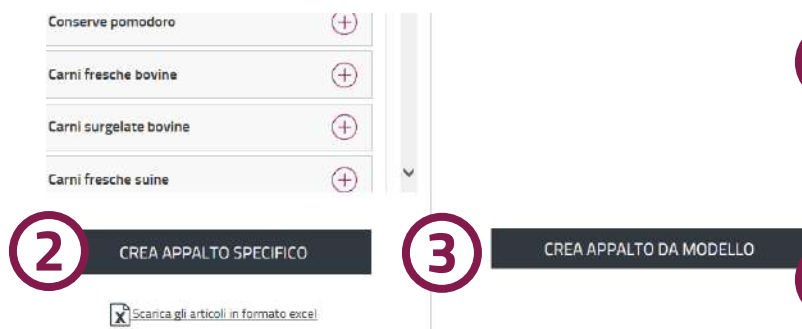 Conserve pomodoro
Carni fresche bovine
Carni surgelate bovine
Carni fresche suine
2 CREA APPALTO SPECIFICO
3 CREA APPALTO DA MODELLO
Scarica gli articoli in formato excel